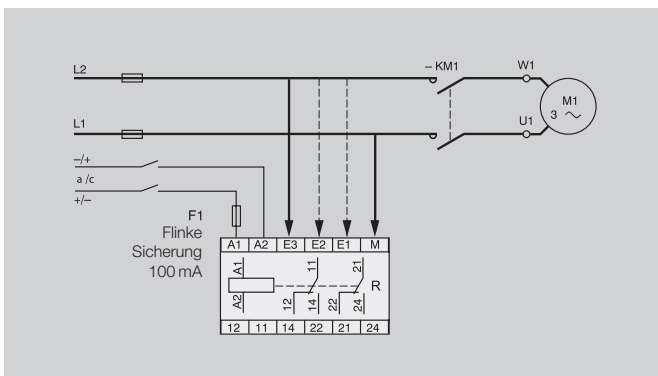 L2
– KM1
W1
M1
3 ~
L1
U1
–/+
a /c
+/–
F1
Flinke
Sicherung
100 mA
A1 A2 E3 E2 E1 M
A1
A2
11
12
14
21
22
24
R
12 11 14 22 21 24